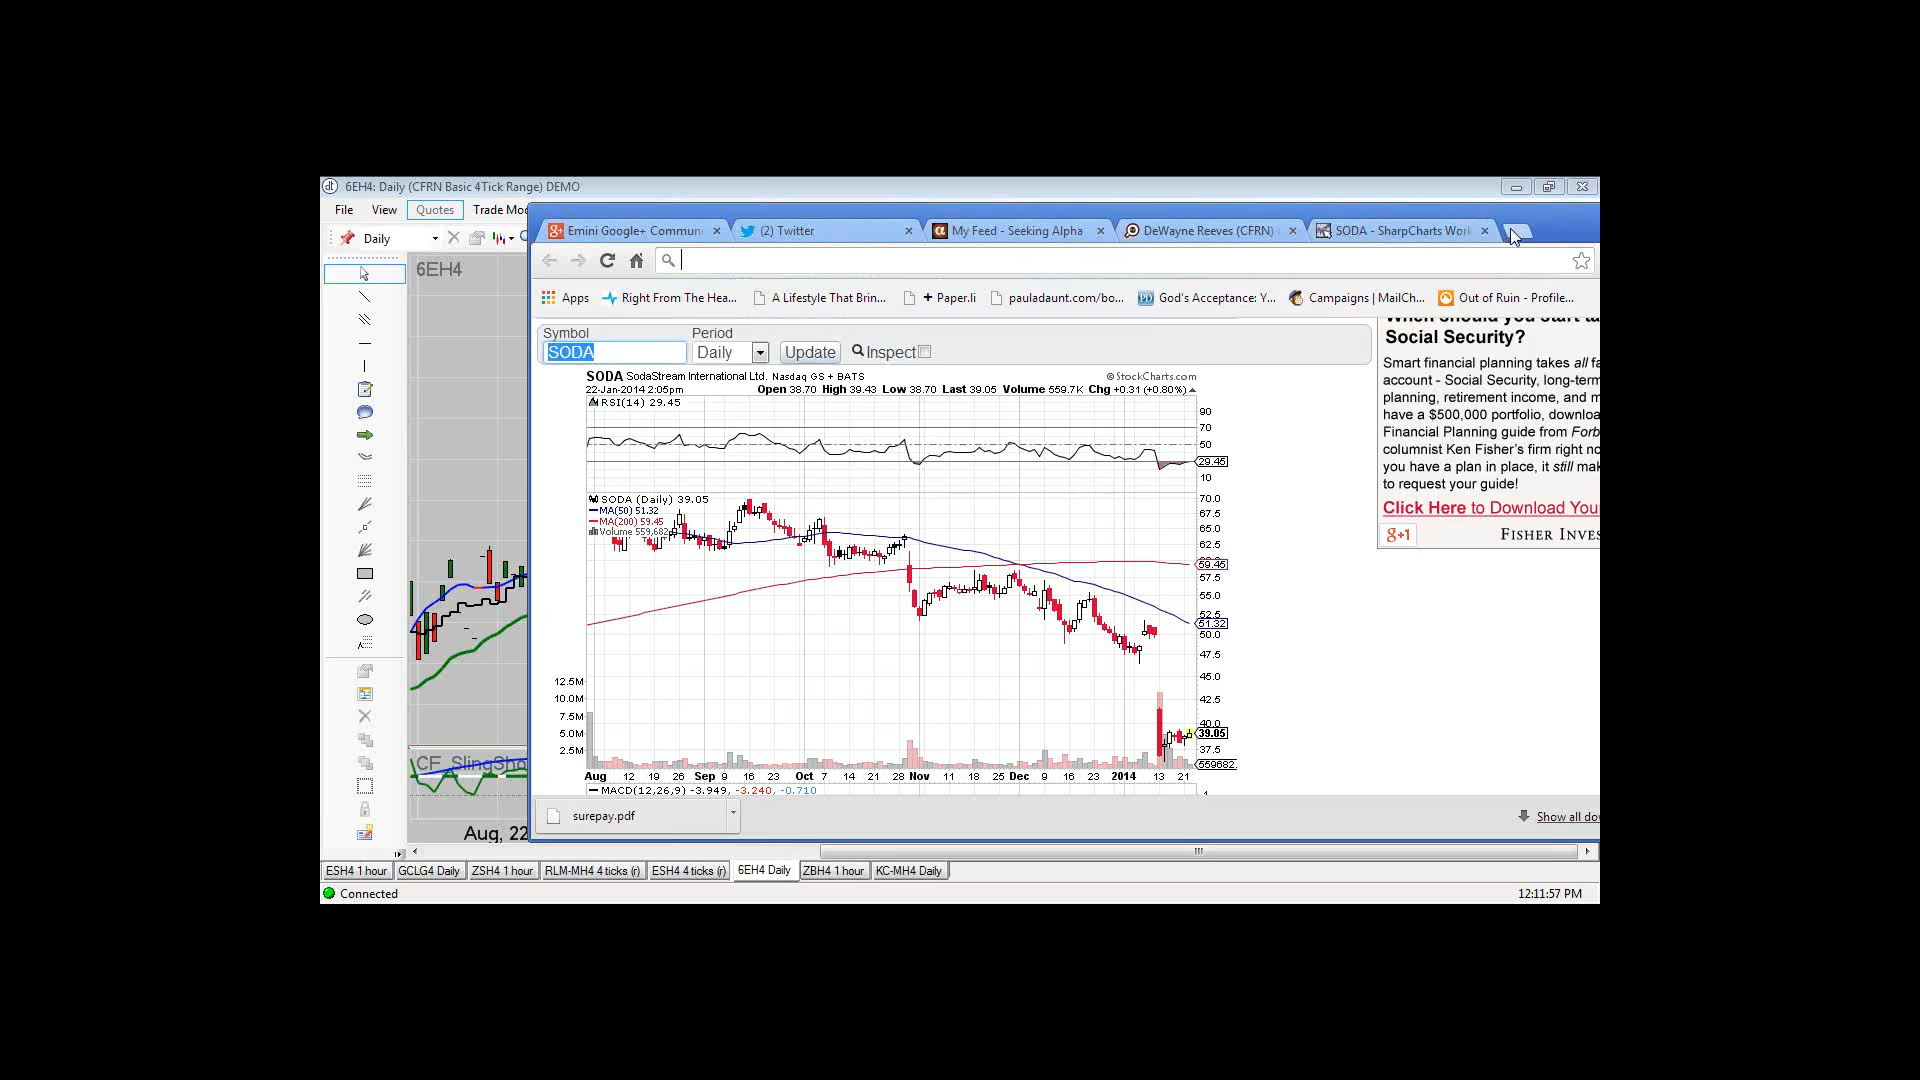 6EH4: Daily (CFRN Basic 4Tick Range) DEMO
File View Quotes Trade Mod
Emini Google+ Communi
(2) Twitter
My Feed - Seeking Alpha
DeWayne Reeves (CFRN)
SODA - SharpCharts Work
Daily
6EH4
Apps
Right From The Hea...
A Lifestyle That Brin...
+ Paper.li
pauladaunt.com/bo...
God's Acceptance: Y...
Campaigns | MailCh...
Out of Ruin - Profile...
Symbol Period
SODA Daily Update Inspect
Social Security?
Smart financial planning takes all fa
account - Social Security, long-term
planning, retirement income, and m
have a $500,000 portfolio, downloa
Financial Planning guide from Forb
columnist Ken Fisher's firm right no
you have a plan in place, it still mak
to request your guide!
Click Here to Download You
g+1
FISHER INVES
SODA SodaStream International Ltd. Nasdaq GS + BATS
© StockCharts.com
22-Jan-2014 2:05pm
Open 38.70 High 39.43 Low 38.70 Last 39.05 Volume 559.7K Chg +0.31 (+0.80%)
RSI(14) 29.45
90
70
50
29.45
10
SODA (Daily) 39.05
MA(50) 51.32
MA(200) 59.45
Volume 559,682
70.0
67.5
65.0
62.5
59.45
57.5
55.0
52.5
51.32
50.0
47.5
45.0
42.5
40.0
39.05
37.5
559682
12.5M
10.0M
7.5M
5.0M
2.5M
Aug 12 19 26 Sep 9 16 23 Oct 7 14 21 28 Nov 11 18 25 Dec 9 16 23 2014 13 21
MACD(12,26,9) -3.949, -3.240, -0.710
CF_SlingSho
Aug, 22
surepay.pdf
Show all do
ESH4 1 hour GCLG4 Daily ZSH4 1 hour RLM-MH4 4 ticks (r) ESH4 4 ticks (r) 6EH4 Daily ZBH4 1 hour KC-MH4 Daily
Connected
12:11:57 PM